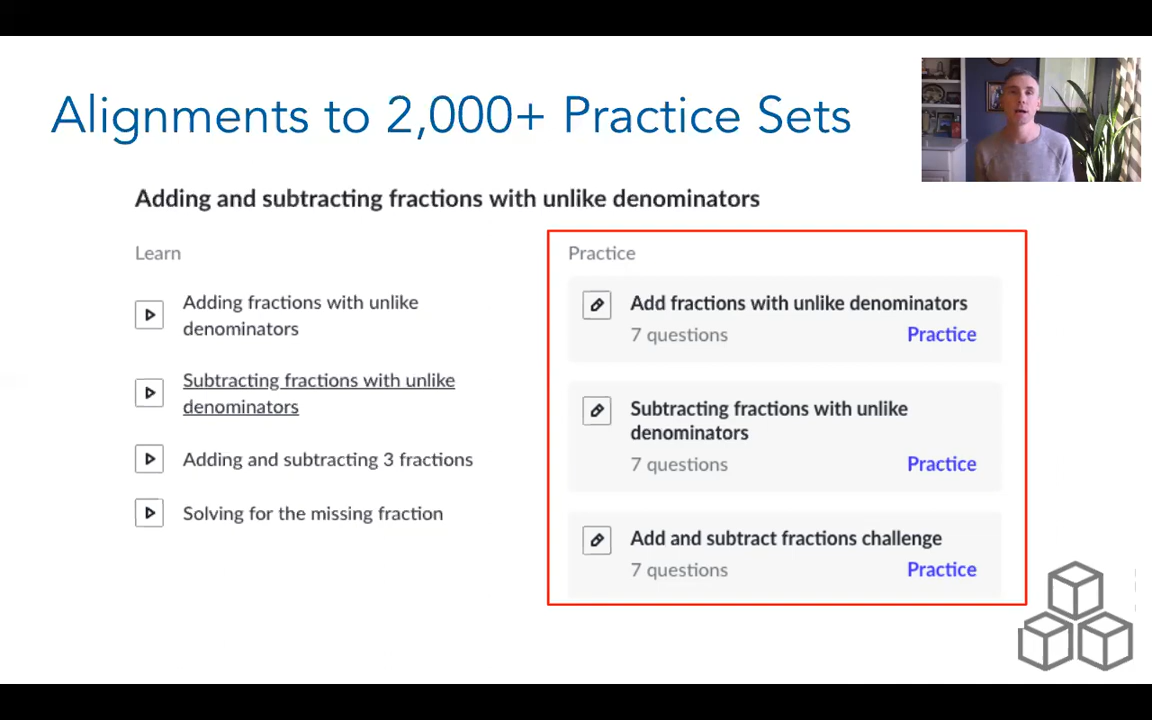 Alignments to 2,000+ Practice Sets
Adding and subtracting fractions with unlike denominators
Learn
Adding fractions with unlike
denominators
Subtracting fractions with unlike
denominators
Adding and subtracting 3 fractions
Solving for the missing fraction
Practice
Add fractions with unlike denominators
7 questions
Practice
Subtracting fractions with unlike
denominators
7 questions
Practice
Add and subtract fractions challenge
7 questions
Practice